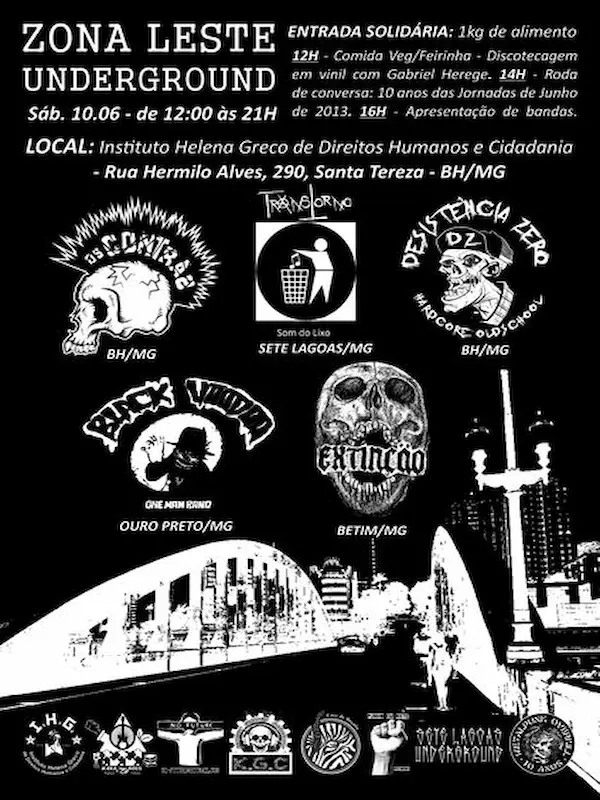 ZONA LESTE
UNDERGROUND
Sáb. 10.06 - de 12:00 às 21H
ENTRADA SOLIDÁRIA: 1kg de alimento
12H - Comida Veg/Feirinha - Discotecagem
em vinil com Gabriel Herege. 14H - Roda
de conversa: 10 anos das Jornadas de Junho
de 2013. 16H - Apresentação de bandas.
LOCAL: Instituto Helena Greco de Direitos Humanos e Cidadania
- Rua Hermilo Alves, 290, Santa Tereza - BH/MG
OS CONTRAS
BH/MG
TRANSTORNO
Som do Lixo
SETE LAGOAS/MG
DESISTÊNCIA ZERO
DZ
HARDCORE OLDSCHOOL
BH/MG
BLACK VOODOO
ONE MAN BAND
OURO PRETO/MG
EXTINÇÃO
BETIM/MG
I.H.G
NO FUTURE
K.G.C
SETE LAGOAS
UNDERGROUND
10 ANOS